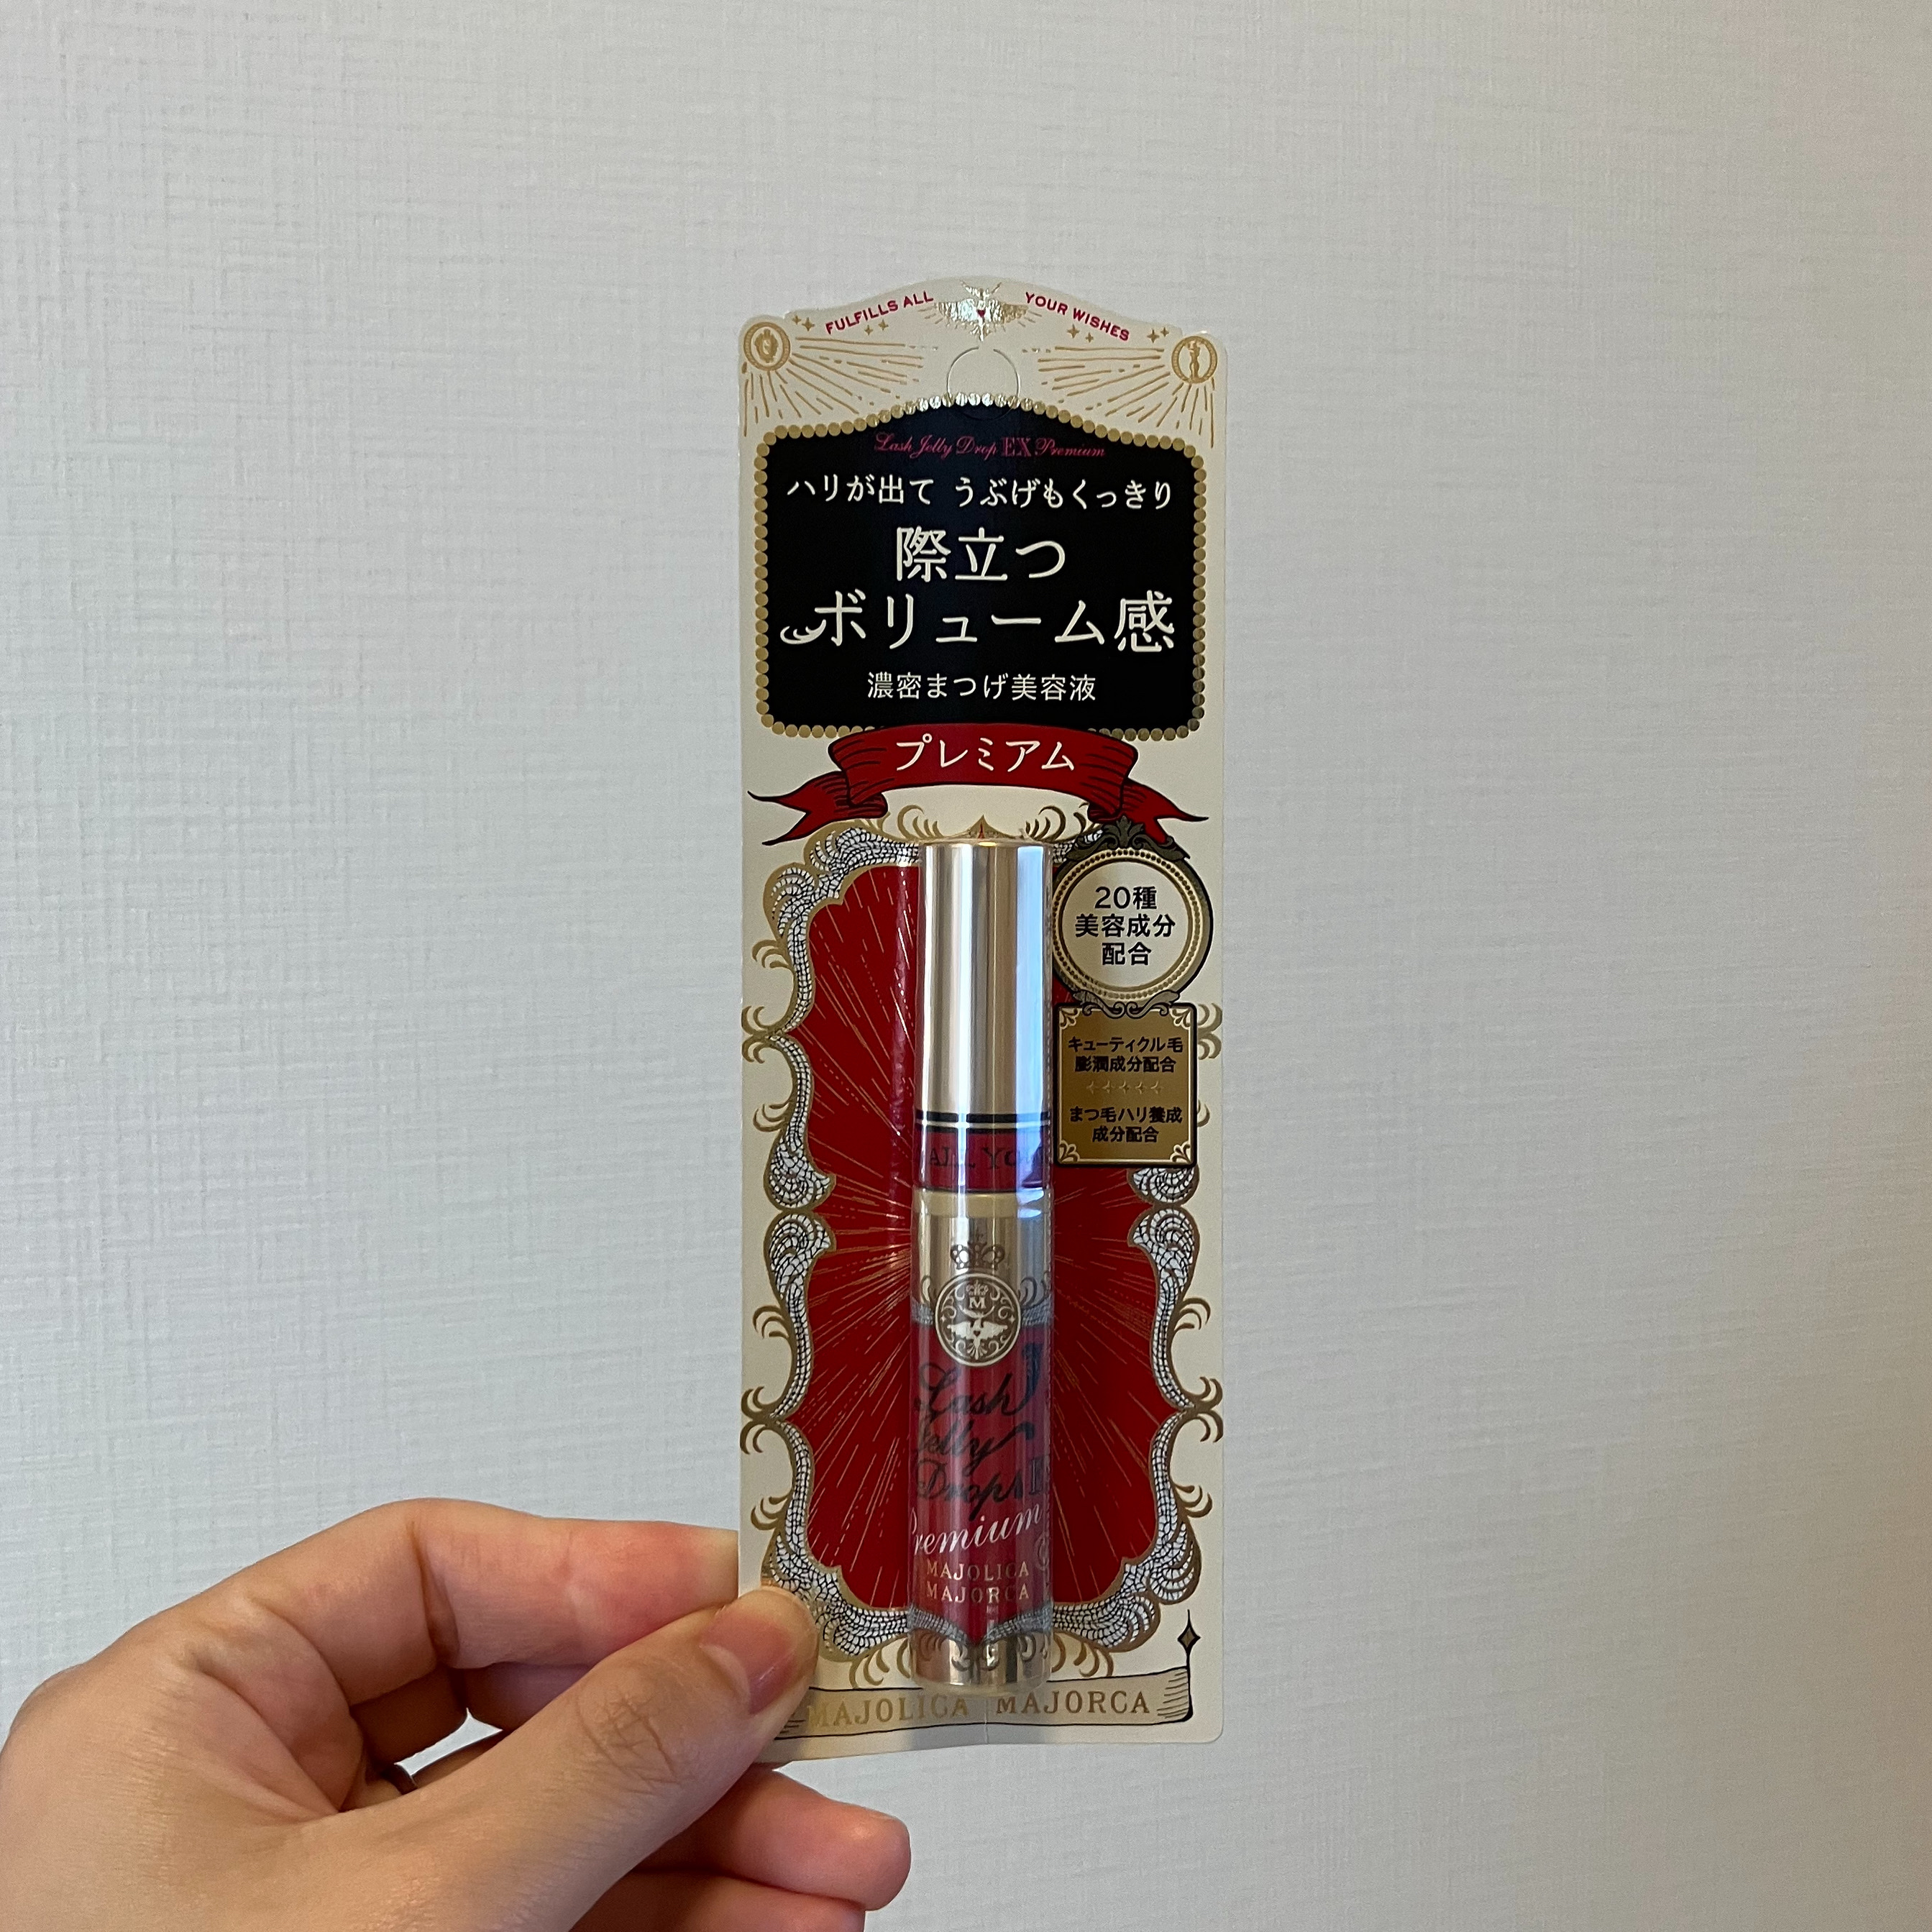 FULFILLS ALL YOUR WISHES
Lash Jelly Drop EX Premium
ハリが出て うぶげもくっきり
際立つ
ボリューム感
濃密まつげ美容液
プレミアム
20種
美容成分
配合
キューティクル毛
膨潤成分配合
まつ毛ハリ養成
成分配合
ALL
M
Lash
Jelly
Drop
Premium
MAJOLICA
MAJORCA
MAJOLICA MAJORCA